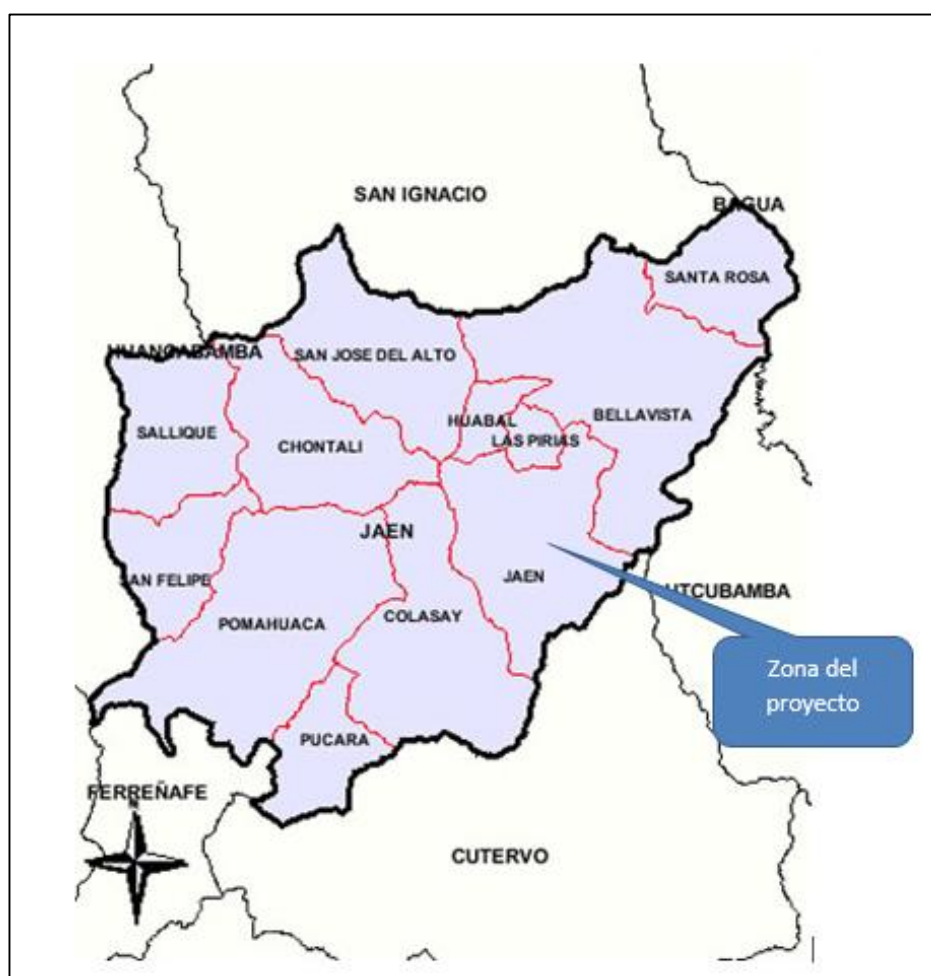 SAN IGNACIO
BAGUA
SANTA ROSA
HUANCABAMBA
SAN JOSE DEL ALTO
SALLIQUE
CHONTALI
HUABAL
LAS PIRIAS
BELLAVISTA
JAEN
SAN FELIPE
POMAHUACA
COLASAY
JAEN
UTCUBAMBA
Zona del
proyecto
PUCARA
FERREÑAFE
N
CUTERVO